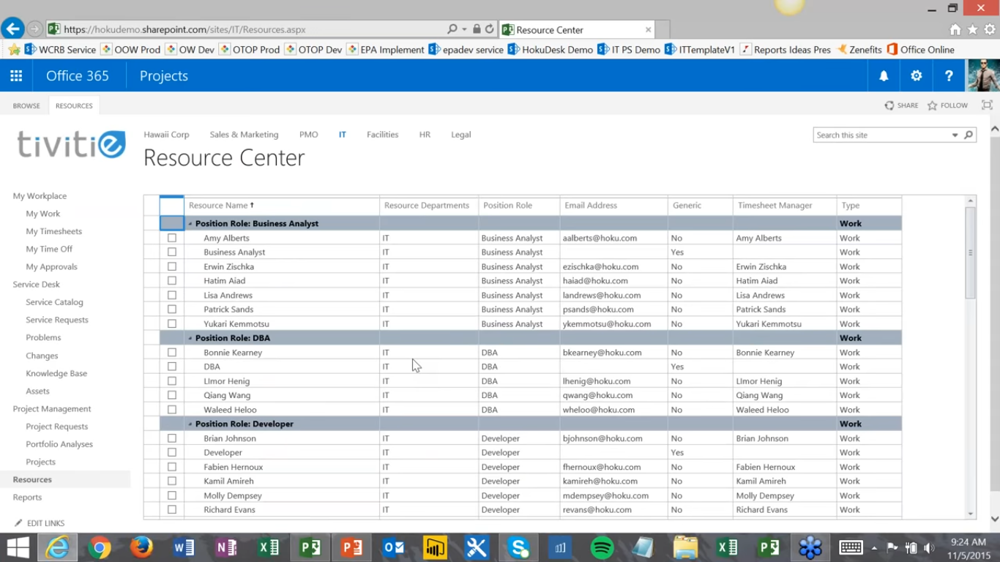 https://hokudemo.sharepoint.com/sites/IT/Resources.aspx
Resource Center
WCRB Service OOW Prod OW Dev OTOP Prod OTOP Dev EPA Implement epadev service HokuDesk Demo IT PS Demo ITTemplateV1 Reports Ideas Pres Zenefits Office Online
Office 365 Projects ?
BROWSE RESOURCES SHARE FOLLOW
tivitie
Hawaii Corp Sales & Marketing PMO IT Facilities HR Legal
Search this site
Resource Center
My Workplace
My Work
My Timesheets
My Time Off
My Approvals
Service Desk
Service Catalog
Service Requests
Problems
Changes
Knowledge Base
Assets
Project Management
Project Requests
Portfolio Analyses
Projects
Resources
Reports
EDIT LINKS
Resource Name Resource Departments Position Role Email Address Generic Timesheet Manager Type
Position Role: Business Analyst Work
Amy Alberts IT Business Analyst aalberts@hoku.com No Amy Alberts Work
Business Analyst IT Business Analyst Yes Work
Erwin Zischka IT Business Analyst ezischka@hoku.com No Erwin Zischka Work
Hatim Aiad IT Business Analyst haiad@hoku.com No Hatim Aiad Work
Lisa Andrews IT Business Analyst landrews@hoku.com No Lisa Andrews Work
Patrick Sands IT Business Analyst psands@hoku.com No Patrick Sands Work
Yukari Kemmotsu IT Business Analyst ykemmotsu@hoku.com No Yukari Kemmotsu Work
Position Role: DBA Work
Bonnie Kearney IT DBA bkearney@hoku.com No Bonnie Kearney Work
DBA IT DBA Yes Work
LImor Henig IT DBA lhenig@hoku.com No LImor Henig Work
Qiang Wang IT DBA qwang@hoku.com No Qiang Wang Work
Waleed Heloo IT DBA wheloo@hoku.com No Waleed Heloo Work
Position Role: Developer Work
Brian Johnson IT Developer bjohnson@hoku.com No Brian Johnson Work
Developer IT Developer Yes Work
Fabien Hernoux IT Developer fhernoux@hoku.com No Fabien Hernoux Work
Kamil Amireh IT Developer kamireh@hoku.com No Kamil Amireh Work
Molly Dempsey IT Developer mdempsey@hoku.com No Molly Dempsey Work
Richard Evans IT Developer revans@hoku.com No Richard Evans Work
9:24 AM
11/5/2015